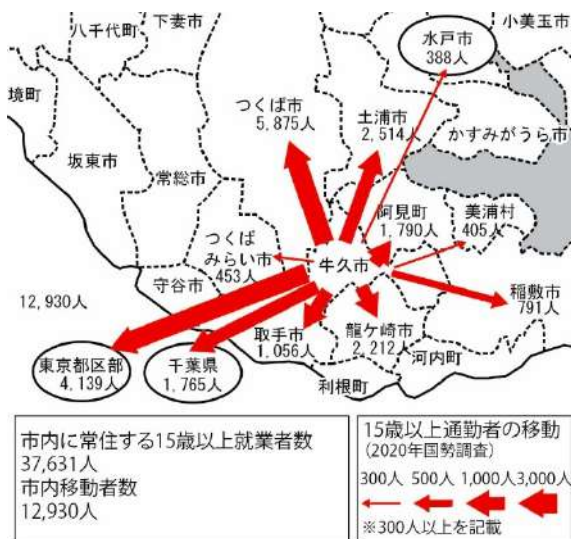 八千代町
下妻市
水戸市
388人
小美玉市
境町
つくば市
5,875人
土浦市
2,514人
かすみがうら市
坂東市
常総市
阿見町
1,790人
美浦村
405人
つくば
みらい市
453人
牛久市
守谷市
12,930人
稲敷市
791人
東京都区部
4,139人
千葉県
1,765人
取手市
1,056人
龍ケ崎市
2,212人
河内町
利根町
市内に常住する15歳以上就業者数
37,631人
市内移動者数
12,930人
15歳以上通勤者の移動
(2020年国勢調査)
300人 500人 1,000人 3,000人
※300人以上を記載